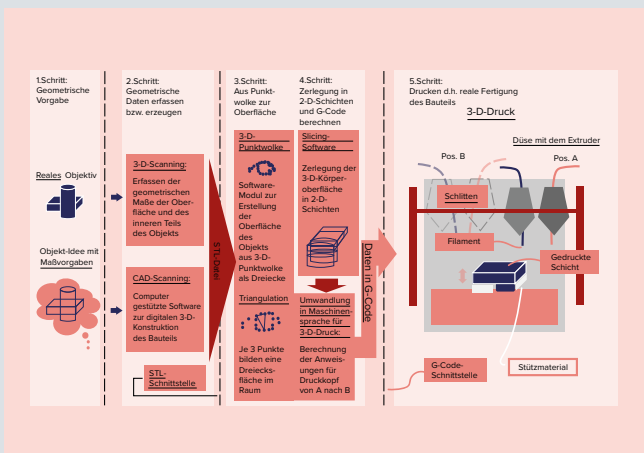 1.Schritt:
Geometrische
Vorgabe
Reales Objektiv
Objekt-Idee mit
Maßvorgaben
2.Schritt:
Geometrische
Daten erfassen
bzw. erzeugen
3-D-Scanning:
Erfassen der
geometrischen
Maße der Ober-
fläche und des
inneren Teils
des Objekts
CAD-Scanning:
Computer
gestützte Software
zur digitalen 3-D-
Konstruktion
des Bauteils
STL-
Schnittstelle
STL-Datei
3.Schritt:
Aus Punkt-
wolke zur
Oberfläche
3-D-
Punktwolke
Software-
Modul zur
Erstellung
der
Oberfläche
des
Objekts
aus 3-D-
Punktwolke
als Dreiecke
Triangulation
Je 3 Punkte
bilden eine
Dreiecks-
fläche im
Raum
4.Schritt:
Zerlegung in
2-D-Schichten
und G-Code
berechnen
Slicing-
Software
Zerlegung der
3-D-Körper-
oberfläche
in 2-D-
Schichten
Umwandlung
in Maschinen-
sprache für
3-D-Druck:
Berechnung
der Anweis-
ungen für
Druckkopf
von A nach B
Daten in G-Code
5.Schritt:
Drucken d.h. reale Fertigung
des Bauteils
3-D-Druck
Düse mit dem Extruder
Pos. B
Pos. A
Schlitten
Filament
Gedruckte
Schicht
G-Code-
Schnittstelle
Stützmaterial